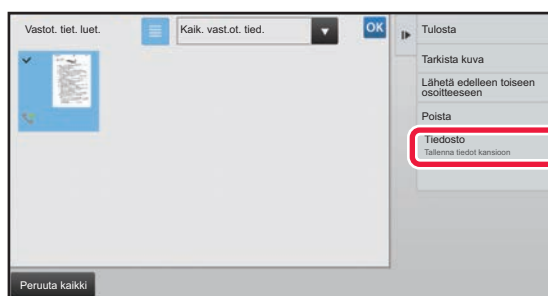 Vastot. tiet. luet.
Kaik. vast.ot. tied.
OK
Tulosta
Tarkista kuva
Lähetä edelleen toiseen
osoitteeseen
Poista
Tiedosto
Tallenna tiedot kansioon
Peruuta kaikki